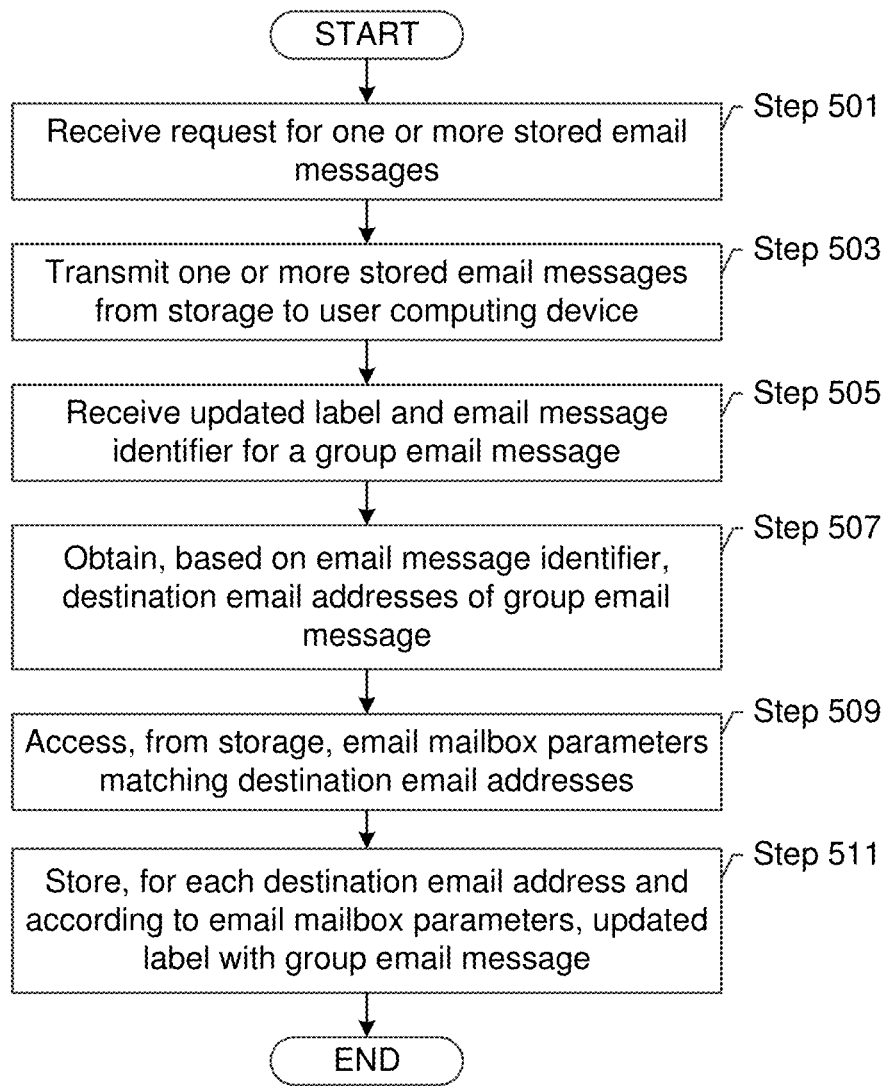 START
Step 501
Receive request for one or more stored email
messages
Step 503
Transmit one or more stored email messages
from storage to user computing device
Step 505
Receive updated label and email message
identifier for a group email message
Step 507
Obtain, based on email message identifier,
destination email addresses of group email
message
Step 509
Access, from storage, email mailbox parameters
matching destination email addresses
Step 511
Store, for each destination email address and
according to email mailbox parameters, updated
label with group email message
END